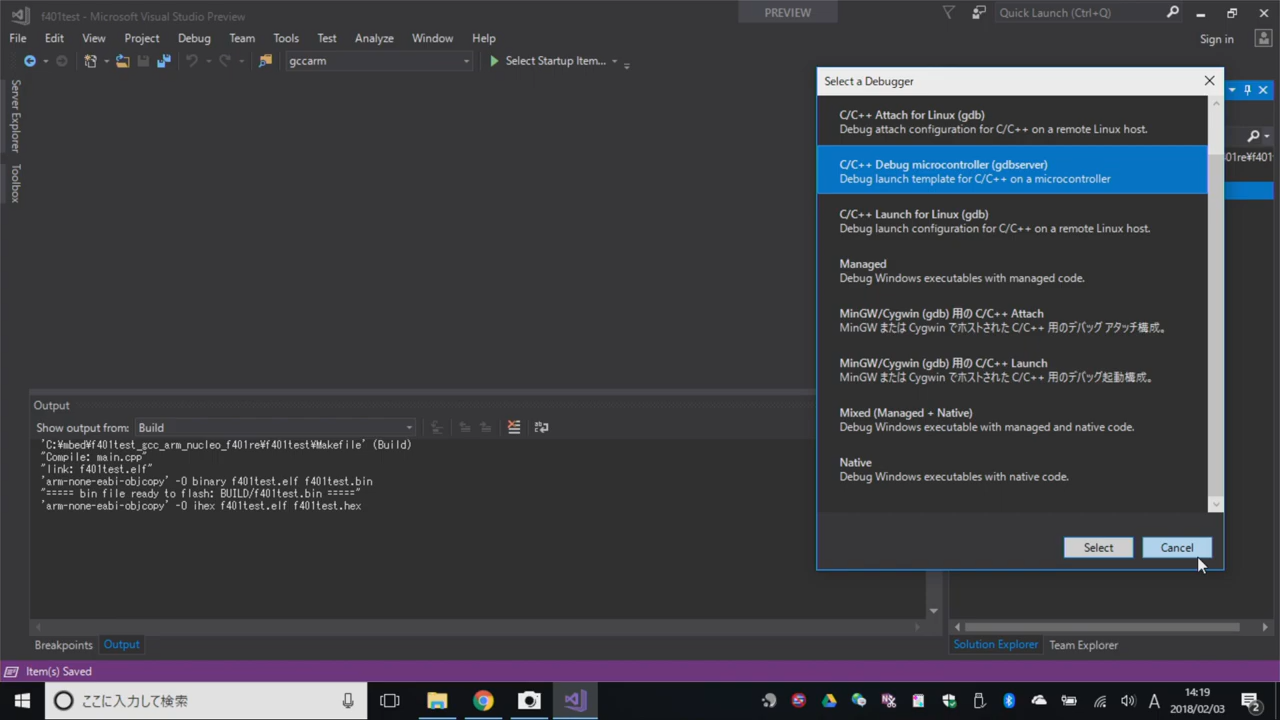 f401test - Microsoft Visual Studio Preview
PREVIEW
Quick Launch (Ctrl+Q)
File Edit View Project Debug Team Tools Test Analyze Window Help
Sign in
gccarm
Select Startup Item...
Server Explorer
Toolbox
Select a Debugger
C/C++ Attach for Linux (gdb)
Debug attach configuration for C/C++ on a remote Linux host.
C/C++ Debug microcontroller (gdbserver)
Debug launch template for C/C++ on a microcontroller
C/C++ Launch for Linux (gdb)
Debug launch configuration for C/C++ on a remote Linux host.
Managed
Debug Windows executables with managed code.
MinGW/Cygwin (gdb) 用の C/C++ Attach
MinGW または Cygwin でホストされた C/C++ 用のデバッグ アタッチ構成。
MinGW/Cygwin (gdb) 用の C/C++ Launch
MinGW または Cygwin でホストされた C/C++ 用のデバッグ起動構成。
Mixed (Managed + Native)
Debug Windows executable with managed and native code.
Native
Debug Windows executables with native code.
Select Cancel
401re¥f401
Output
Show output from: Build
'C:¥mbed¥f401test_gcc_arm_nucleo_f401re¥f401test¥Makefile' (Build)
"Compile: main.cpp"
"link: f401test.elf"
'arm-none-eabi-objcopy' -O binary f401test.elf f401test.bin
"===== bin file ready to flash: BUILD/f401test.bin ====="
'arm-none-eabi-objcopy' -O ihex f401test.elf f401test.hex
Breakpoints Output
Solution Explorer Team Explorer
Item(s) Saved
ここに入力して検索
A
14:19
2018/02/03
2